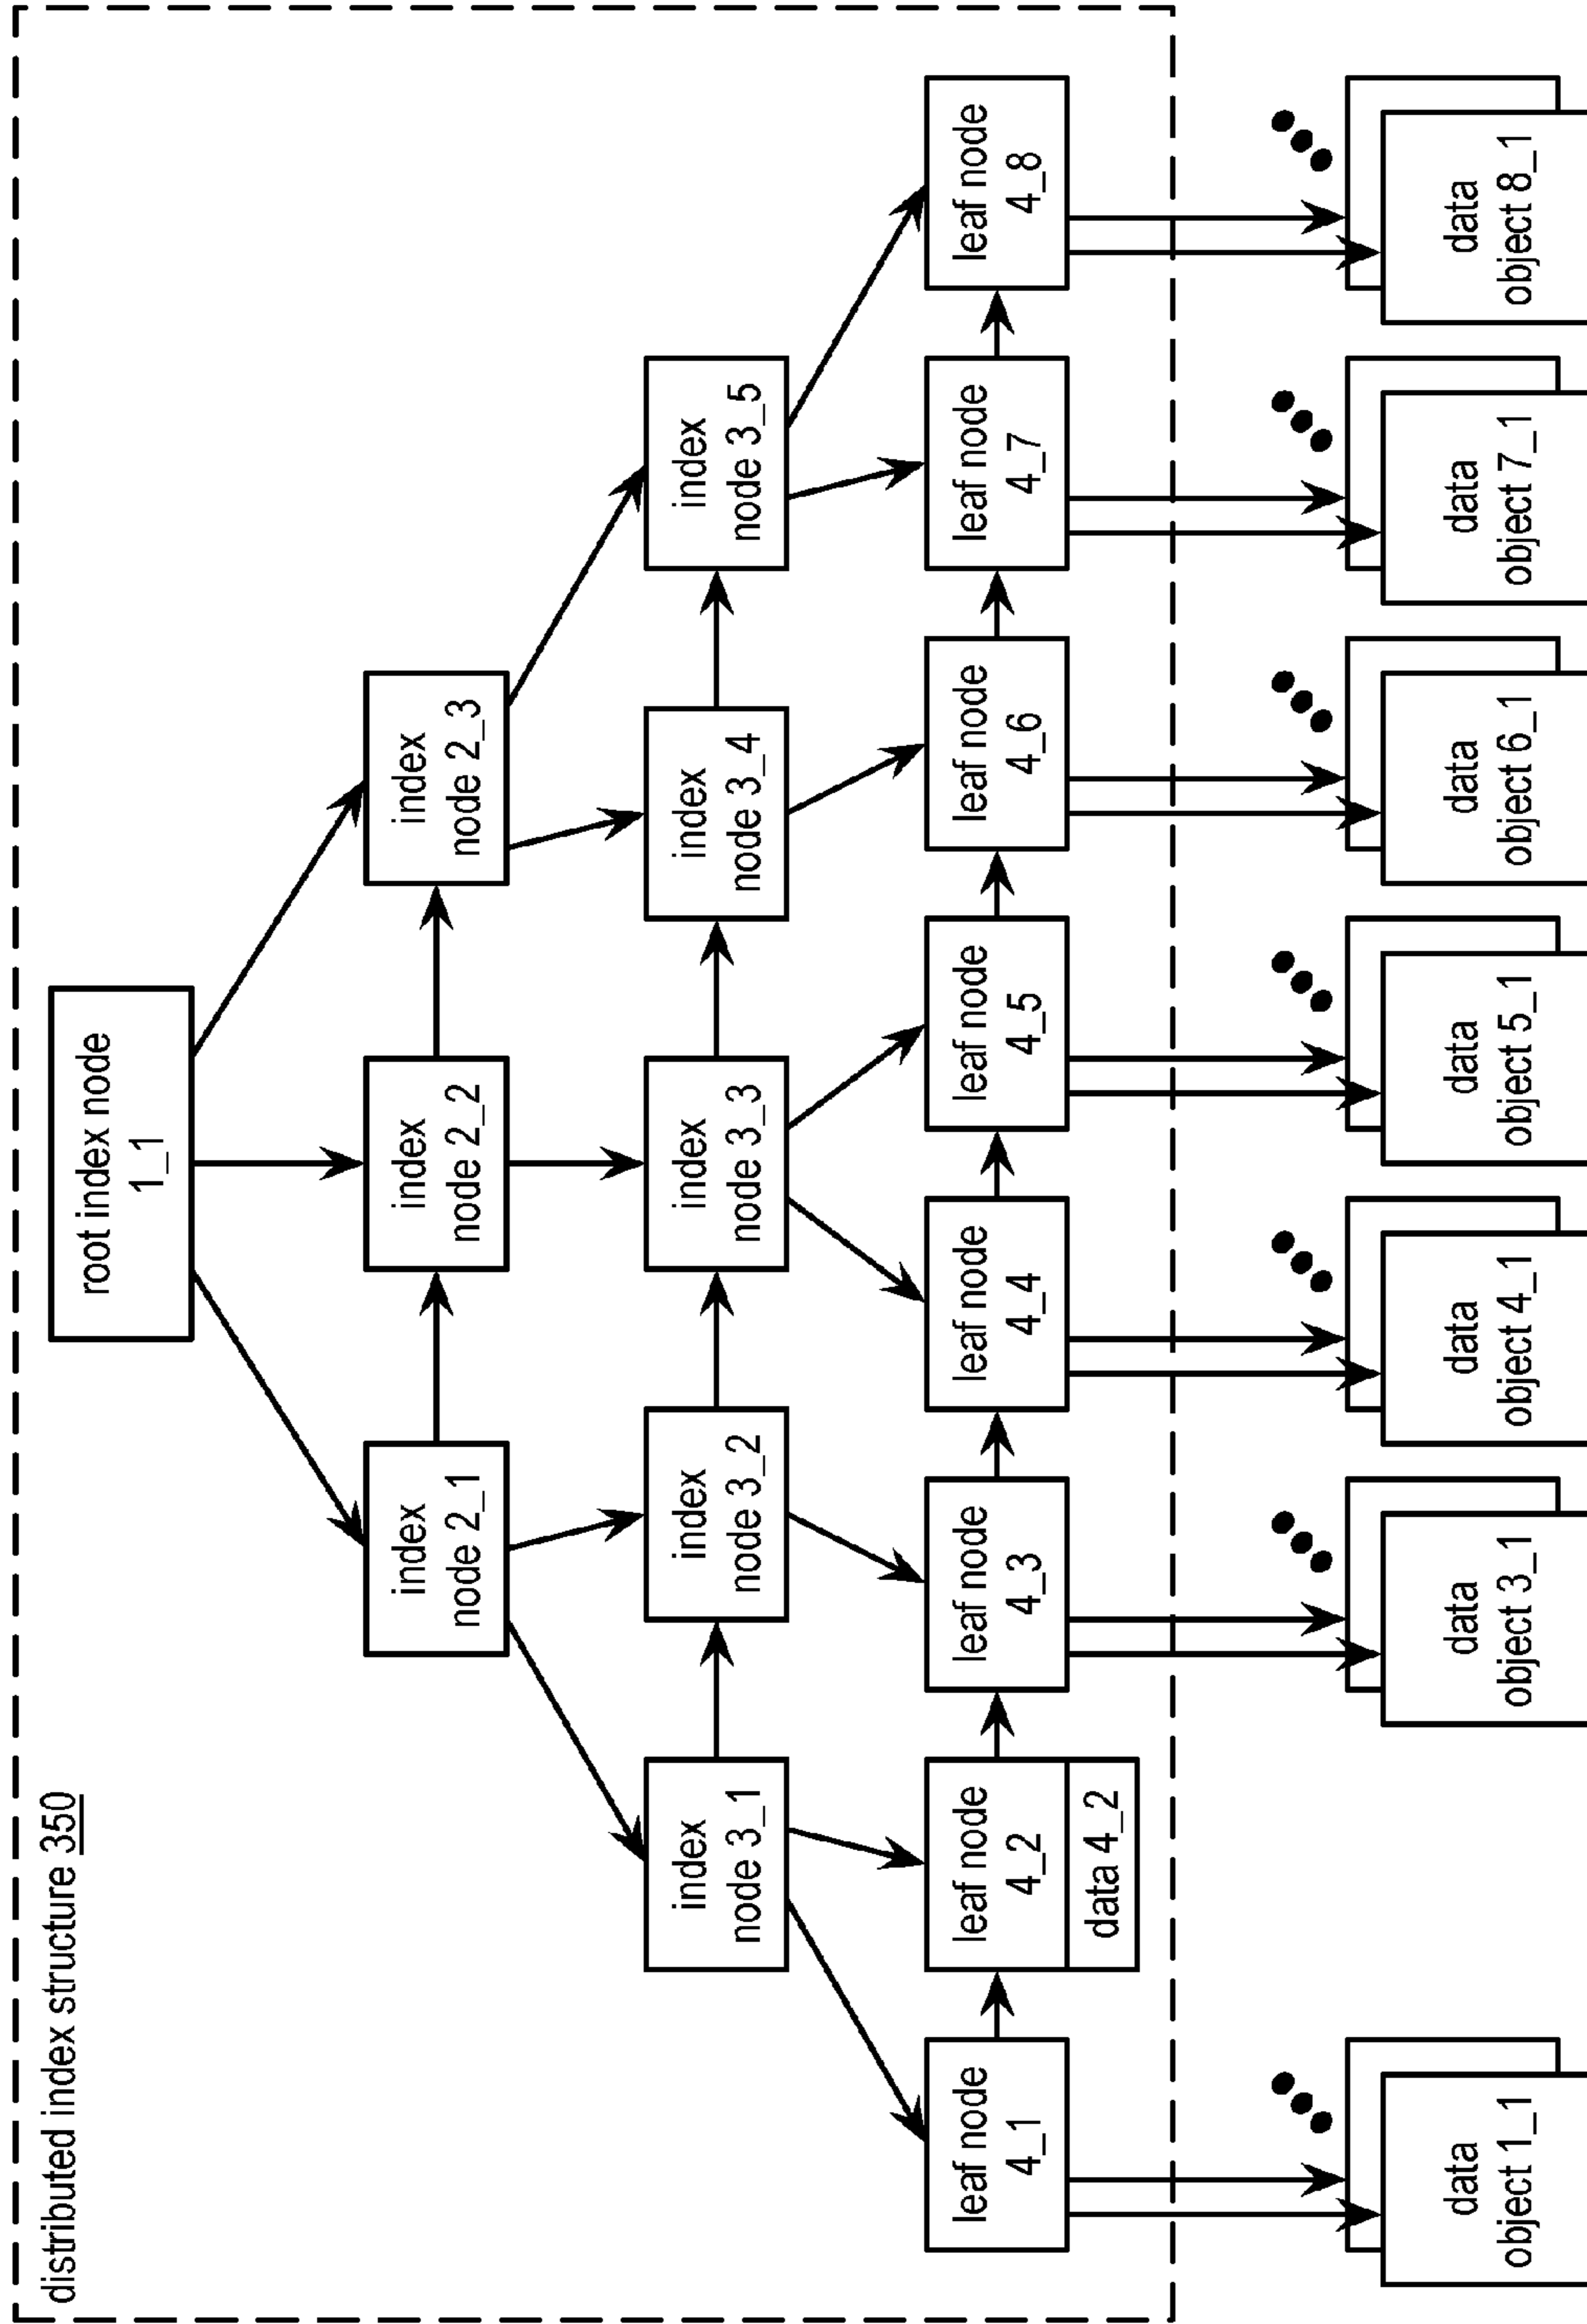 distributed index structure 350
root index node
1_1
index
node 2_1
index
node 2_2
index
node 2_3
index
node 3_1
index
node 3_2
index
node 3_3
index
node 3_4
index
node 3_5
leaf node
4_1
leaf node
4_2
data 4_2
leaf node
4_3
leaf node
4_4
leaf node
4_5
leaf node
4_6
leaf node
4_7
leaf node
4_8
data
object 1_1
data
object 3_1
data
object 4_1
data
object 5_1
data
object 6_1
data
object 7_1
data
object 8_1